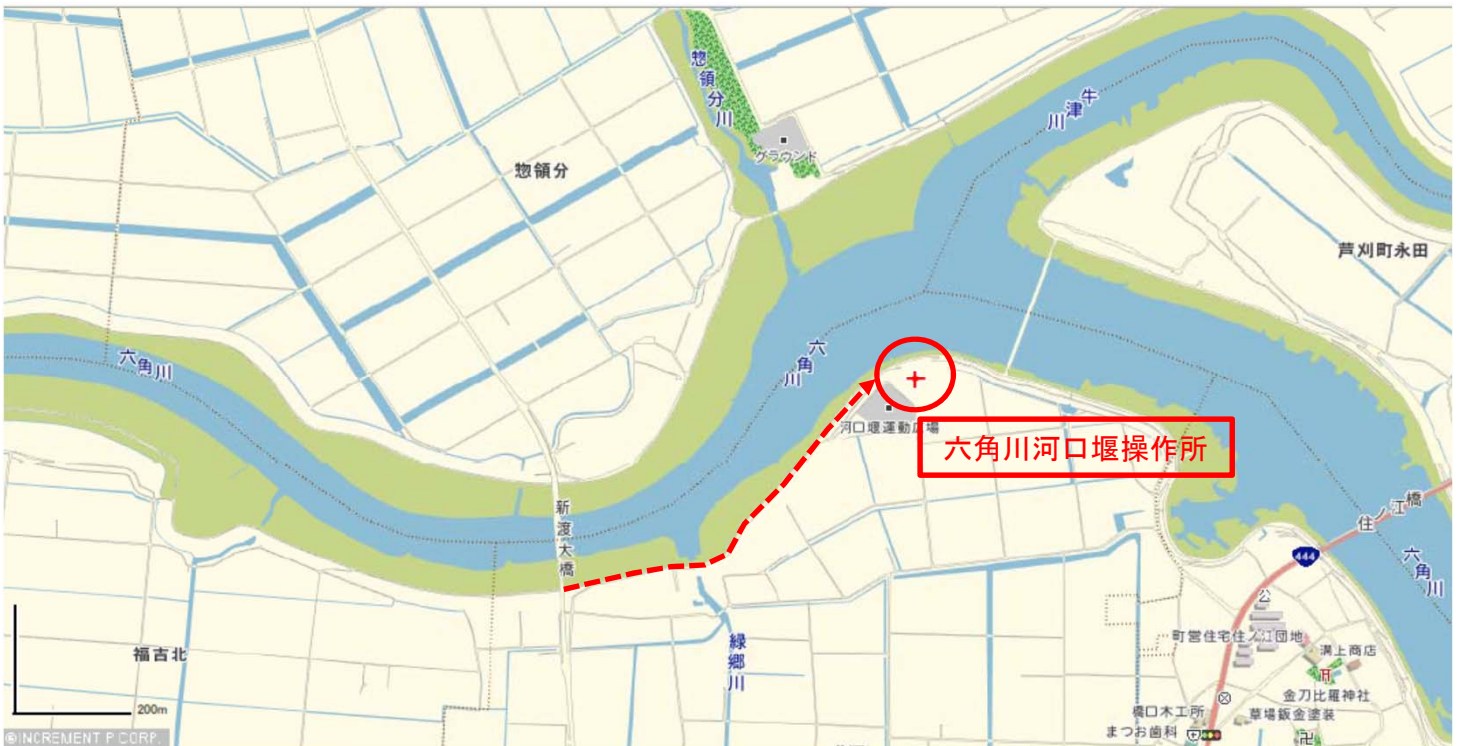 惣領分川
グラウンド
牛津川
惣領分
芦刈町永田
六角川
六角川
河口堰運動広場
六角川河口堰操作所
新渡大橋
住ノ江橋
444
六角川
公
町営住宅住ノ江団地
溝上商店
福吉北
緑郷川
金刀比羅神社
橋口木工所
草場鈑金塗装
まつお歯科
200m
©INCREMENT P CORP.